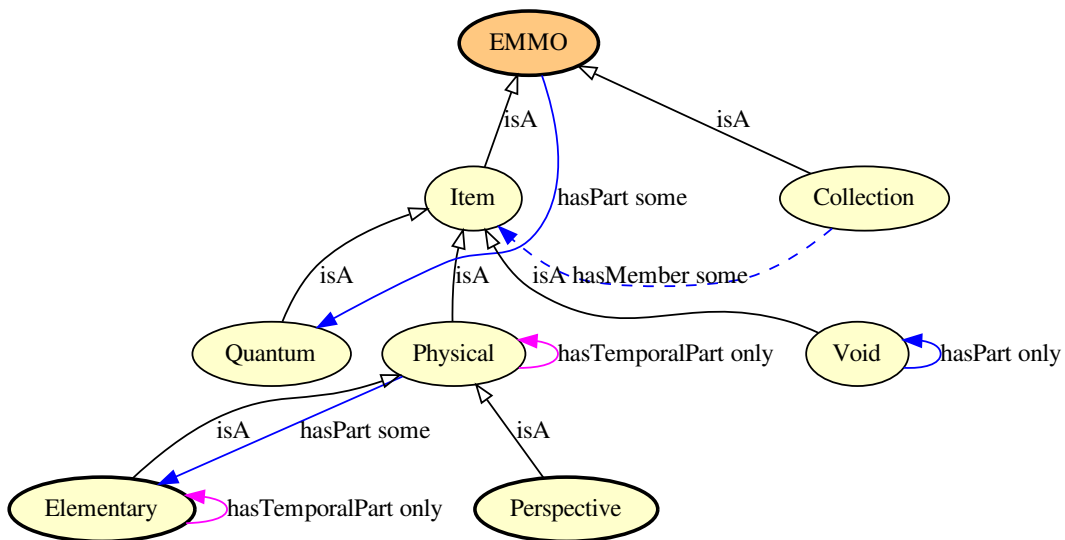 EMMO
isA
isA
Item
hasPart some
Collection
isA
isA
isA
hasMember some
Quantum
Physical
hasTemporalPart only
Void
hasPart only
isA
hasPart some
isA
Elementary
hasTemporalPart only
Perspective